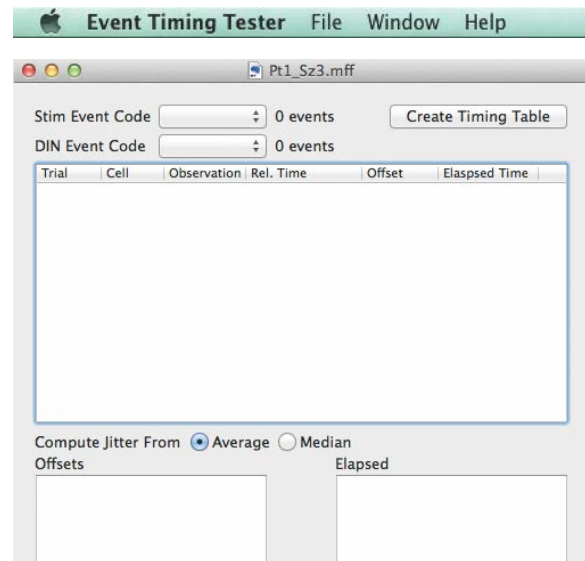 Event Timing Tester File Window Help
Pt1_Sz3.mff
Stim Event Code 0 events Create Timing Table
DIN Event Code 0 events
Trial Cell Observation Rel. Time Offset Elaspsed Time
Compute Jitter From Average Median
Offsets Elapsed